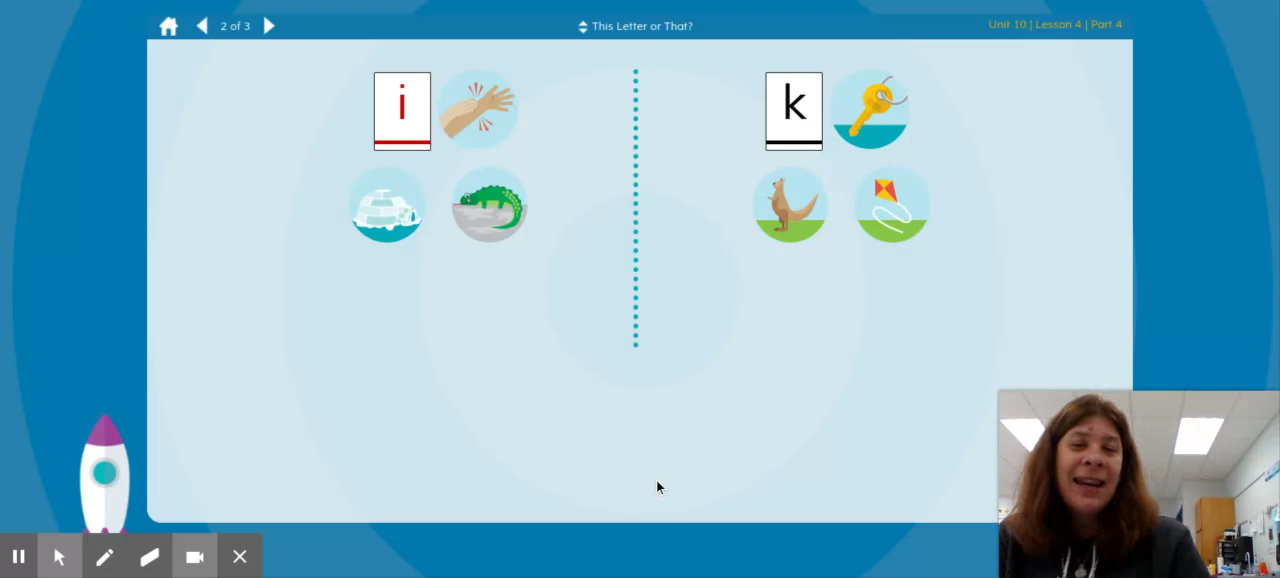 2 of 3
This Letter or That?
Unit 10 | Lesson 4 | Part 4
i
k